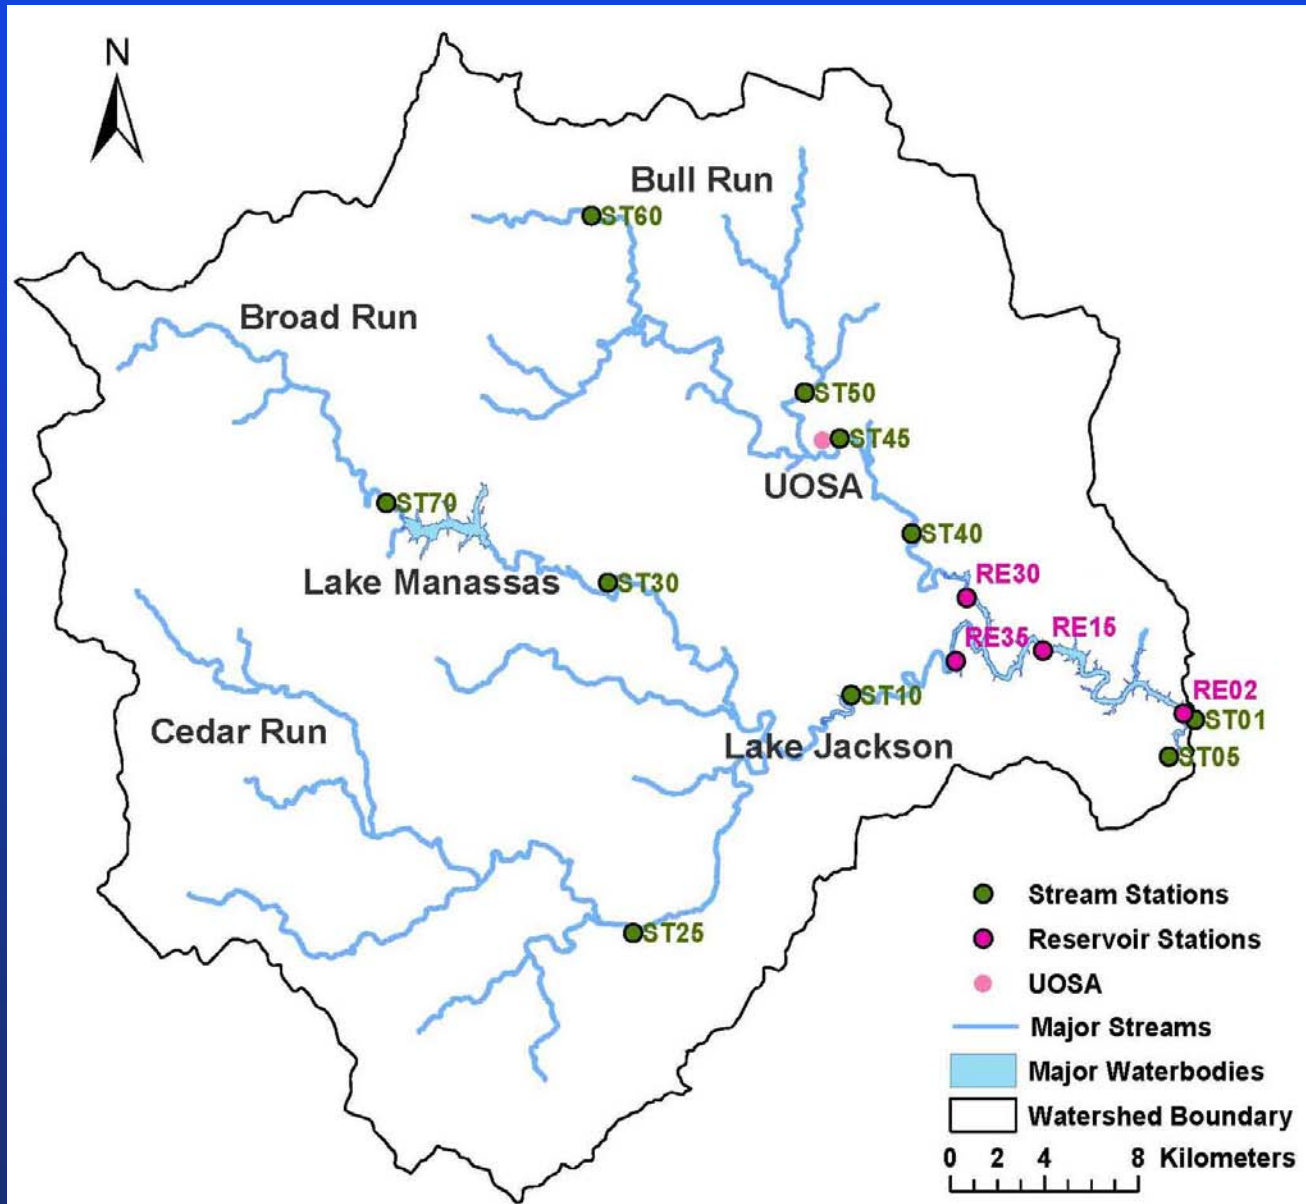 N
Bull Run
ST60
Broad Run
ST50
ST45
UOSA
ST70
ST40
Lake Manassas
ST30
RE30
RE35
RE15
ST10
RE02
ST01
Cedar Run
Lake Jackson
ST05
ST25
Stream Stations
Reservoir Stations
UOSA
Major Streams
Major Waterbodies
Watershed Boundary
0 2 4 8 Kilometers